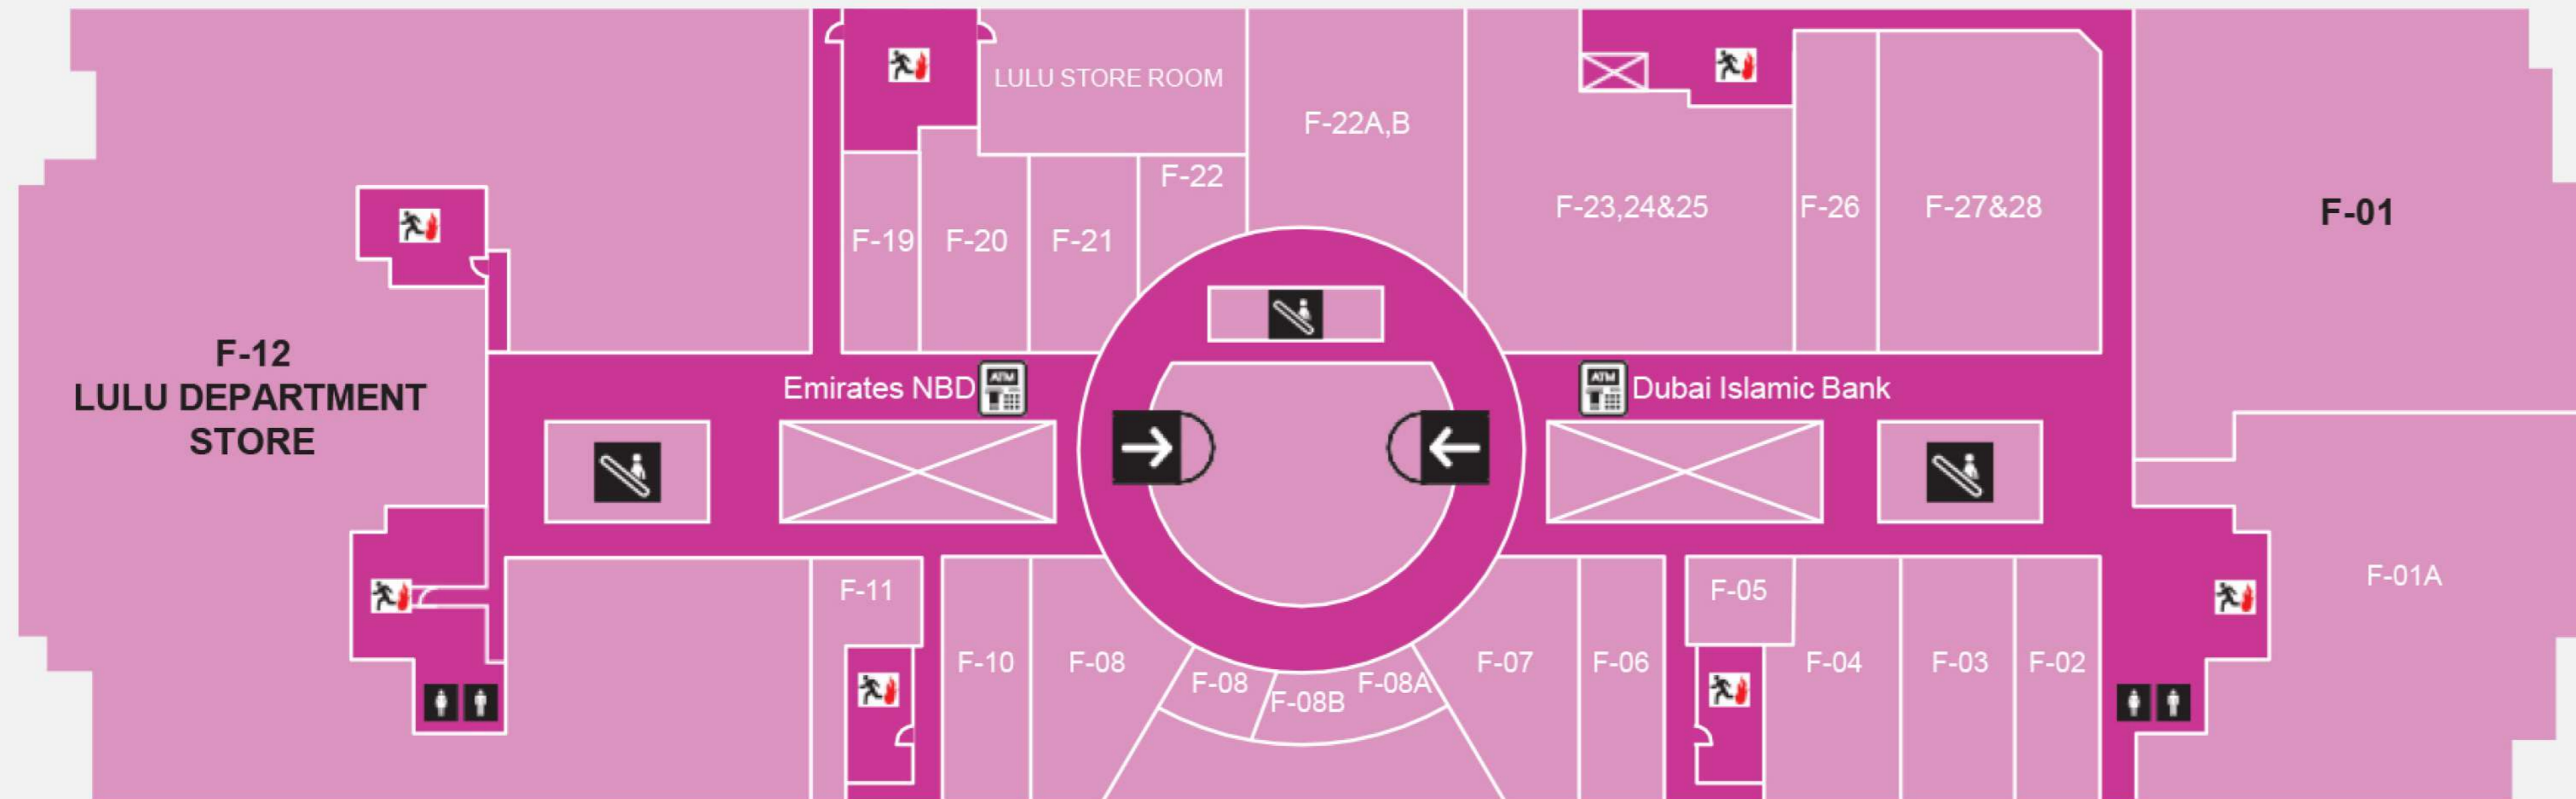 LULU STORE ROOM
F-22A,B
F-22
F-19
F-20
F-21
F-23,24&25
F-26
F-27&28
F-01
F-12
LULU DEPARTMENT
STORE
Emirates NBD
ATM
ATM
Dubai Islamic Bank
F-11
F-10
F-08
F-08
F-08B
F-08A
F-07
F-06
F-05
F-04
F-03
F-02
F-01A